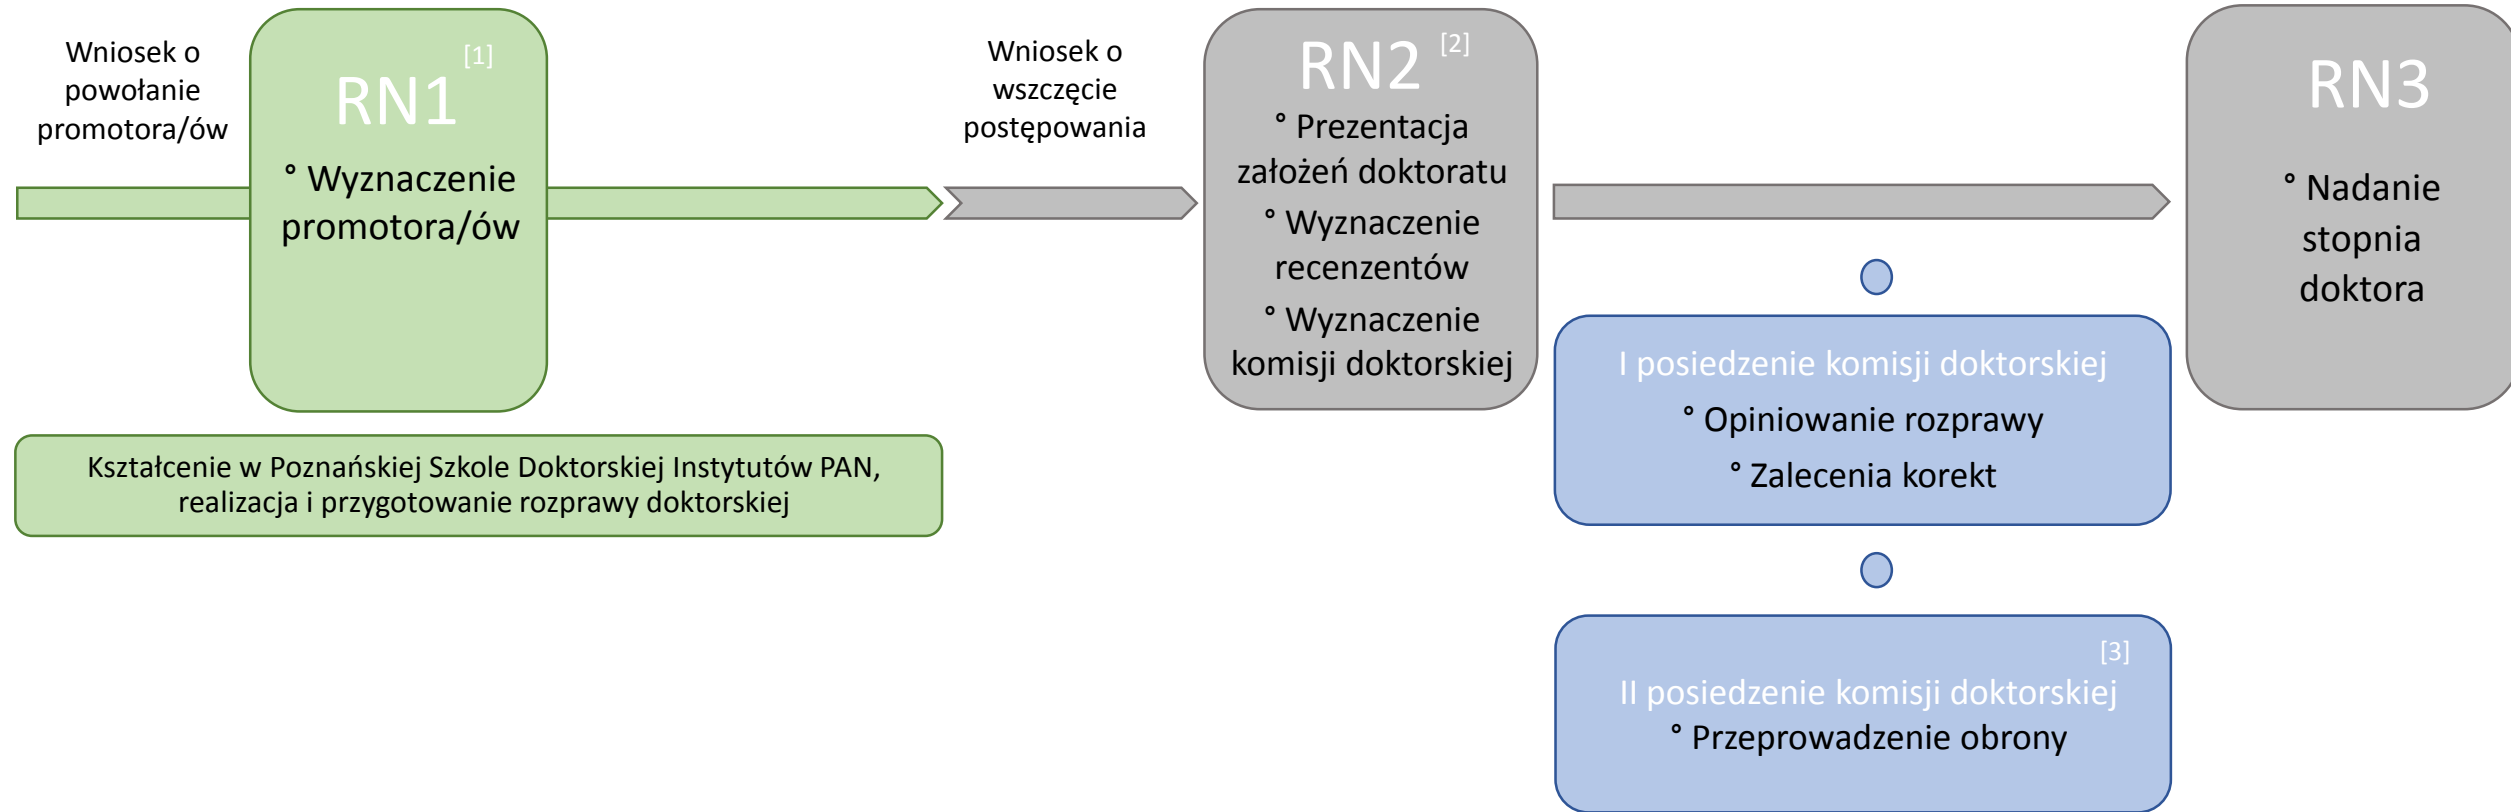 Wniosek o
powołanie
promotora/ów
RN1 [1]
° Wyznaczenie
promotora/ów
Wniosek o
wszczęcie
postępowania
RN2 [2]
° Prezentacja
założeń doktoratu
° Wyznaczenie
recenzentów
° Wyznaczenie
komisji doktorskiej
RN3
° Nadanie
stopnia
doktora
Kształcenie w Poznańskiej Szkole Doktorskiej Instytutów PAN,
realizacja i przygotowanie rozprawy doktorskiej
I posiedzenie komisji doktorskiej
° Opiniowanie rozprawy
° Zalecenia korekt
[3]
II posiedzenie komisji doktorskiej
° Przeprowadzenie obrony